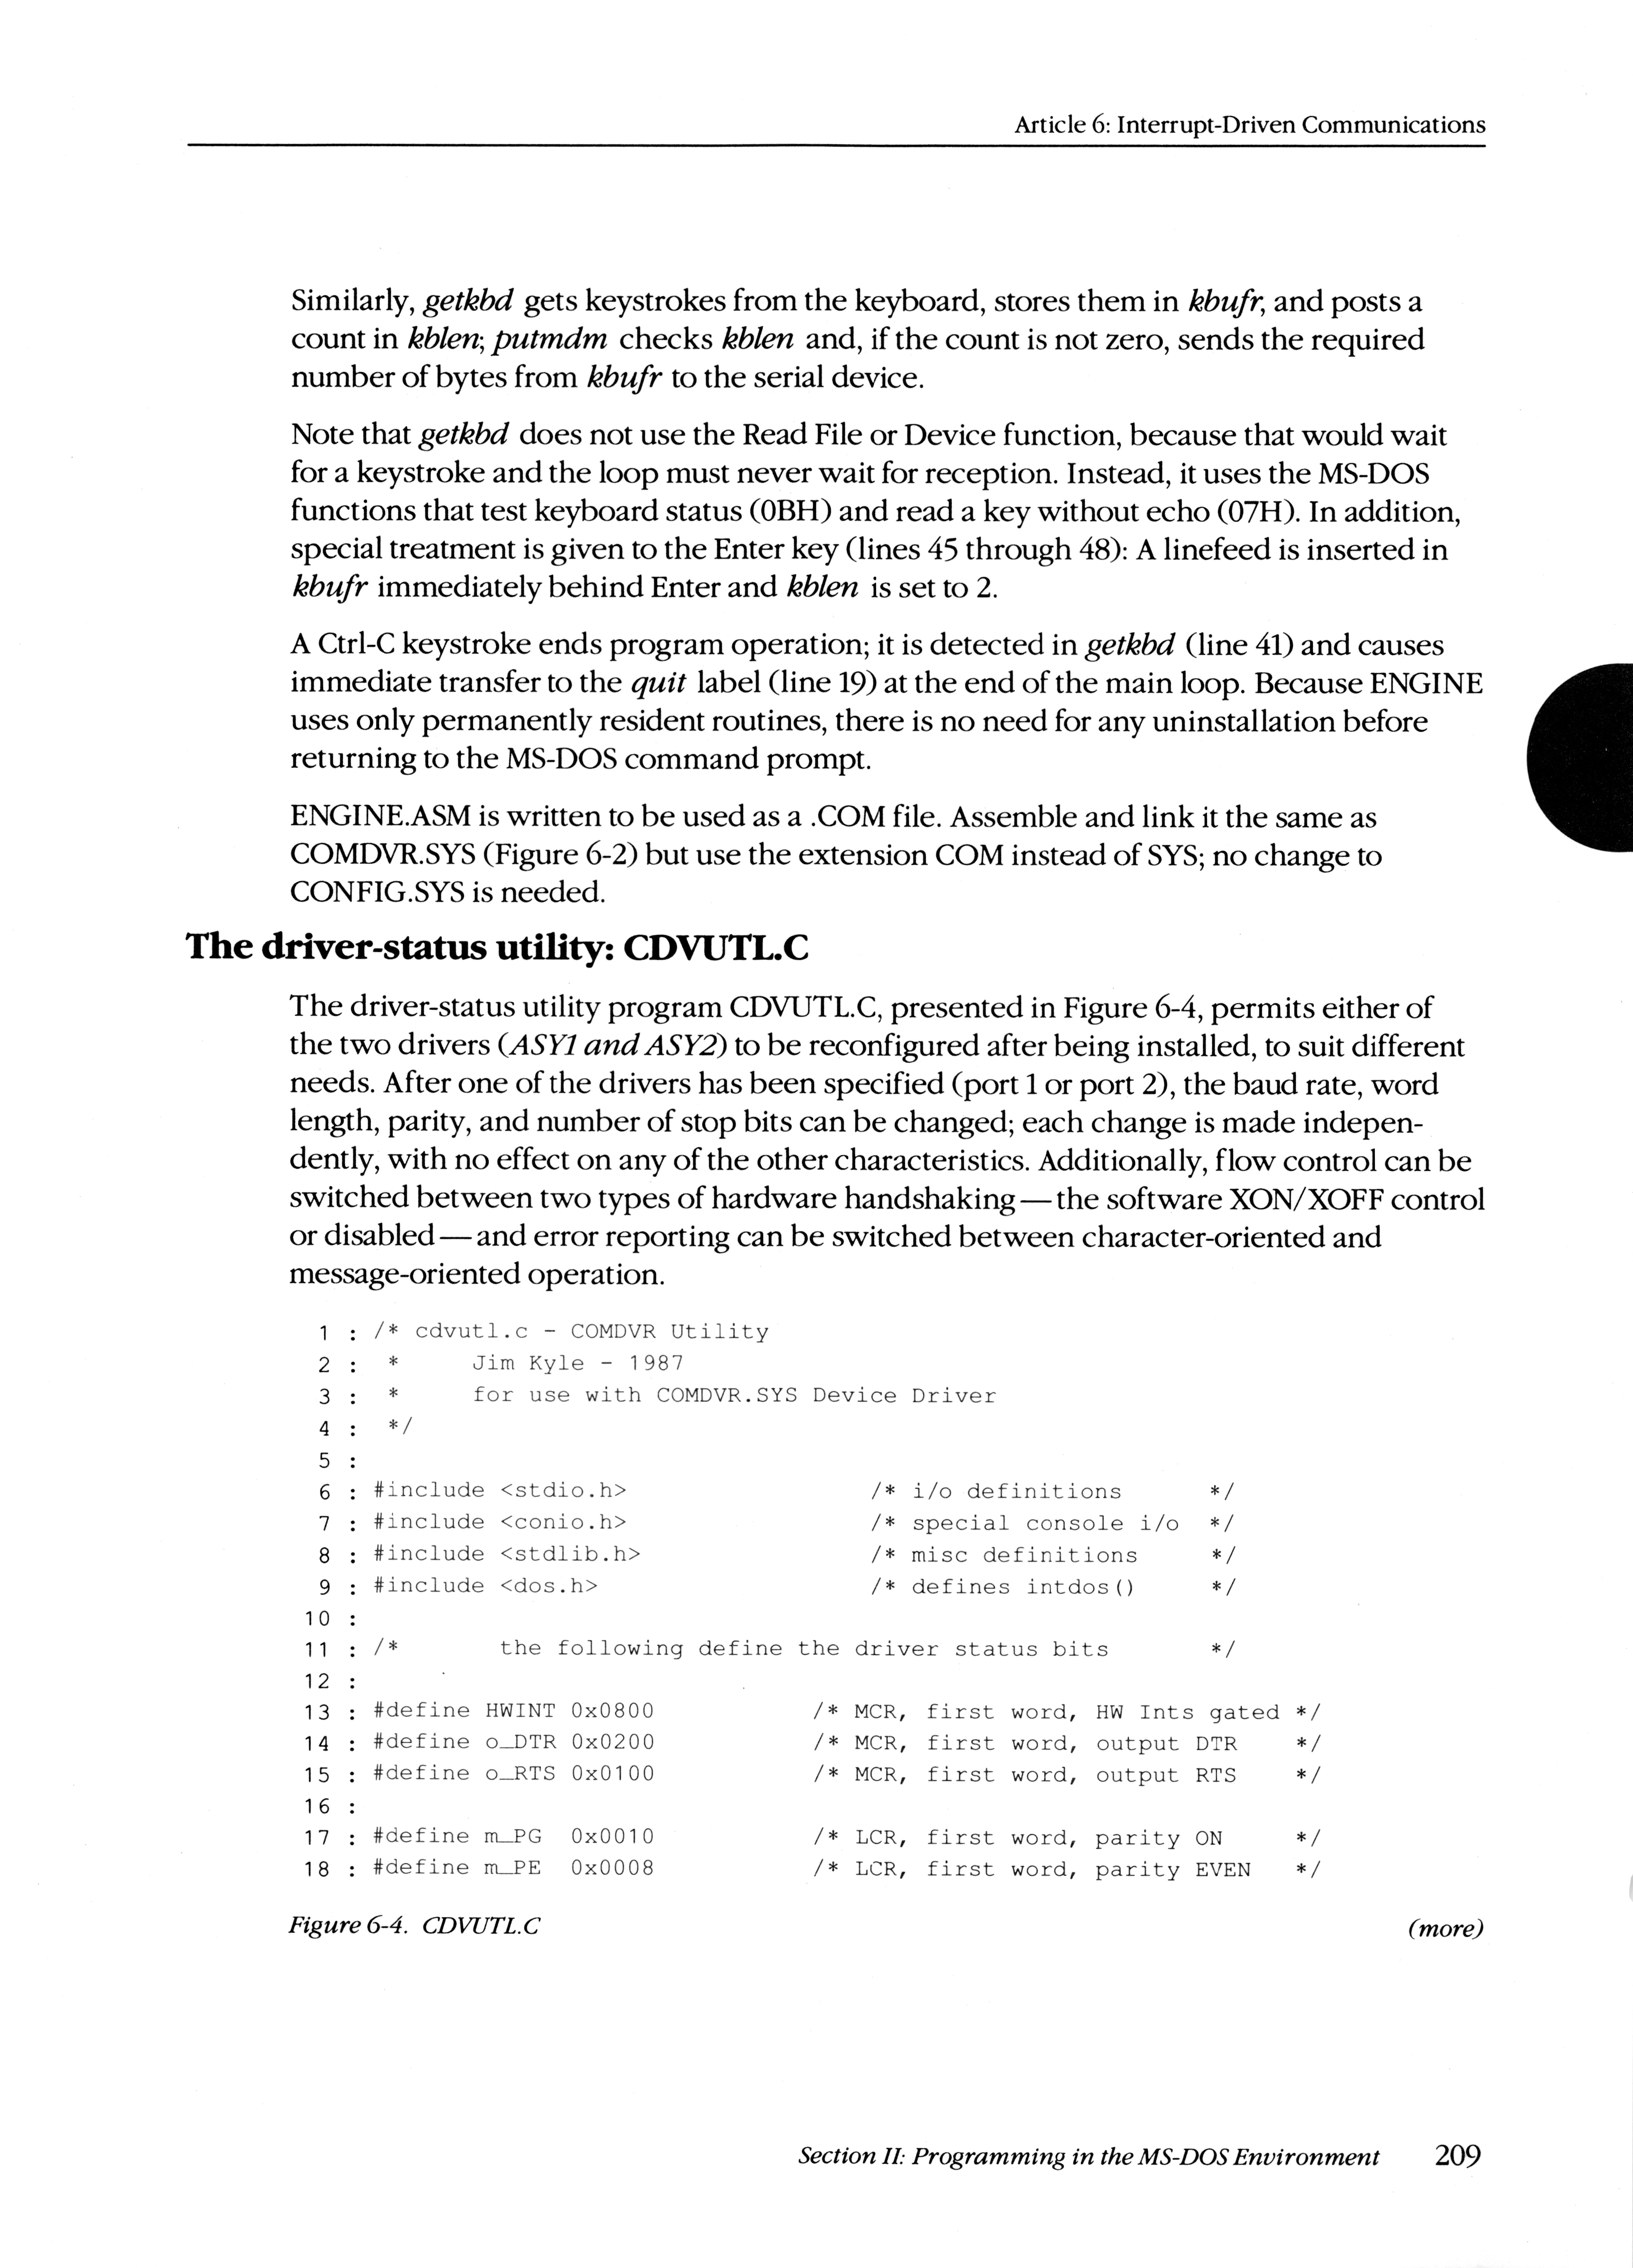 Article 6: Interrupt-Driven Communications
Similarly, getkbd gets keystrokes from the keyboard, stores them in kbufr, and posts a
count in kblen; putmdm checks kblen and, if the count is not zero, sends the required
number of bytes from kbufr to the serial device.
Note that getkbd does not use the Read File or Device function, because that would wait
for a keystroke and the loop must never wait for reception. Instead, it uses the MS-DOS
functions that test keyboard status (0BH) and read a key without echo (07H). In addition,
special treatment is given to the Enter key (lines 45 through 48): A linefeed is inserted in
kbufr immediately behind Enter and kblen is set to 2.
A Ctrl-C keystroke ends program operation; it is detected in getkbd (line 41) and causes
immediate transfer to the quit label (line 19) at the end of the main loop. Because ENGINE
uses only permanently resident routines, there is no need for any uninstallation before
returning to the MS-DOS command prompt.
ENGINE.ASM is written to be used as a .COM file. Assemble and link it the same as
COMDVR.SYS (Figure 6-2) but use the extension COM instead of SYS; no change to
CONFIG.SYS is needed.
The driver-status utility: CDVUTL.C
The driver-status utility program CDVUTL.C, presented in Figure 6-4, permits either of
the two drivers (ASY1 and ASY2) to be reconfigured after being installed, to suit different
needs. After one of the drivers has been specified (port 1 or port 2), the baud rate, word
length, parity, and number of stop bits can be changed; each change is made indepen-
dently, with no effect on any of the other characteristics. Additionally, flow control can be
switched between two types of hardware handshaking — the software XON/XOFF control
or disabled — and error reporting can be switched between character-oriented and
message-oriented operation.
1 : /* cdvutl.c - COMDVR Utility
2 : *      Jim Kyle - 1987
3 : *      for use with COMDVR.SYS Device Driver
4 : */
5 :
6 : #include <stdio.h>                 /* i/o definitions       */
7 : #include <conio.h>                 /* special console i/o   */
8 : #include <stdlib.h>                /* misc definitions      */
9 : #include <dos.h>                   /* defines intdos()      */
10 :
11 : /*       the following define the driver status bits        */
12 :
13 : #define HWINT 0x0800           /* MCR, first word, HW Ints gated */
14 : #define o_DTR 0x0200           /* MCR, first word, output DTR    */
15 : #define o_RTS 0x0100           /* MCR, first word, output RTS    */
16 :
17 : #define m_PG  0x0010           /* LCR, first word, parity ON     */
18 : #define m_PE  0x0008           /* LCR, first word, parity EVEN   */
Figure 6-4. CDVUTL.C (more)
Section II: Programming in the MS-DOS Environment 209